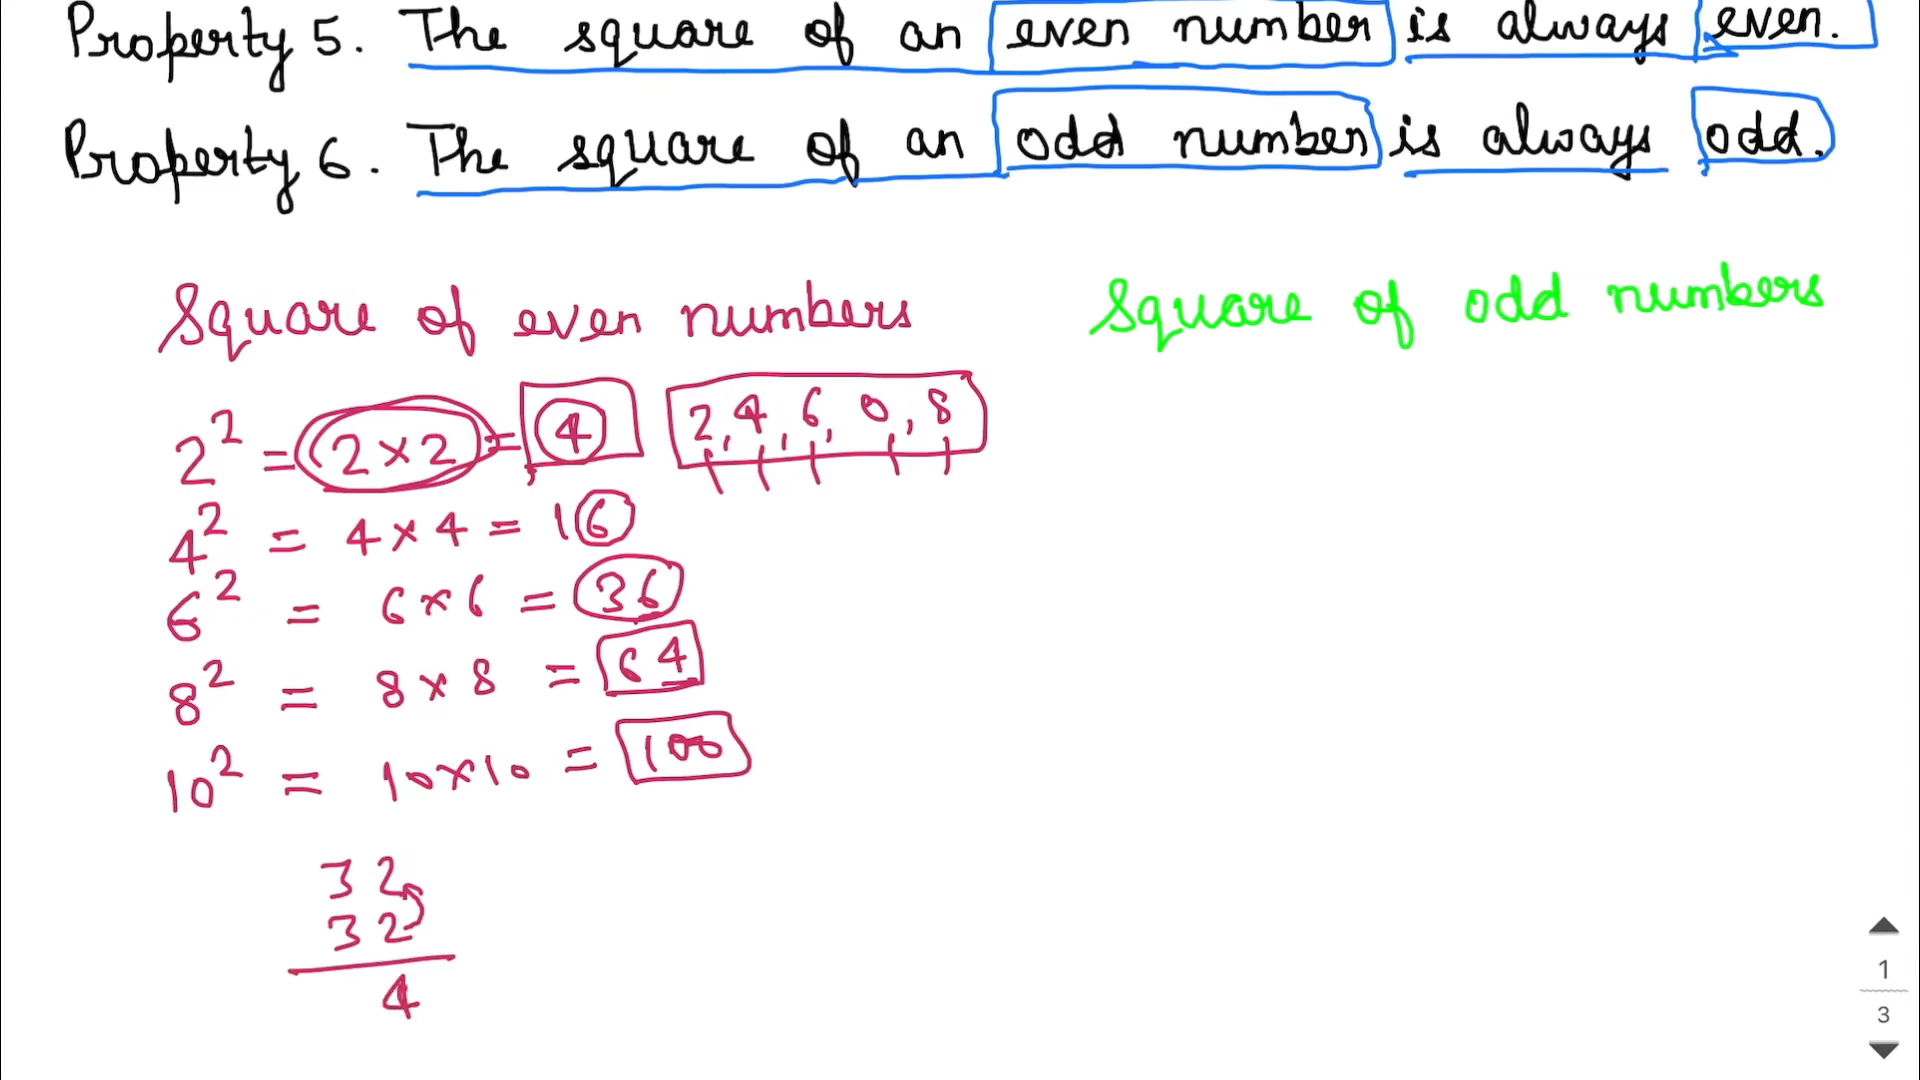 Property 5. The square of an even number is always even.
Property 6. The square of an odd number is always odd.
Square of even numbers
Square of odd numbers
2² = 2×2 = 4 2, 4, 6, 0, 8
4² = 4×4 = 16
6² = 6×6 = 36
8² = 8×8 = 64
10² = 10×10 = 100
32
32
4
1
3